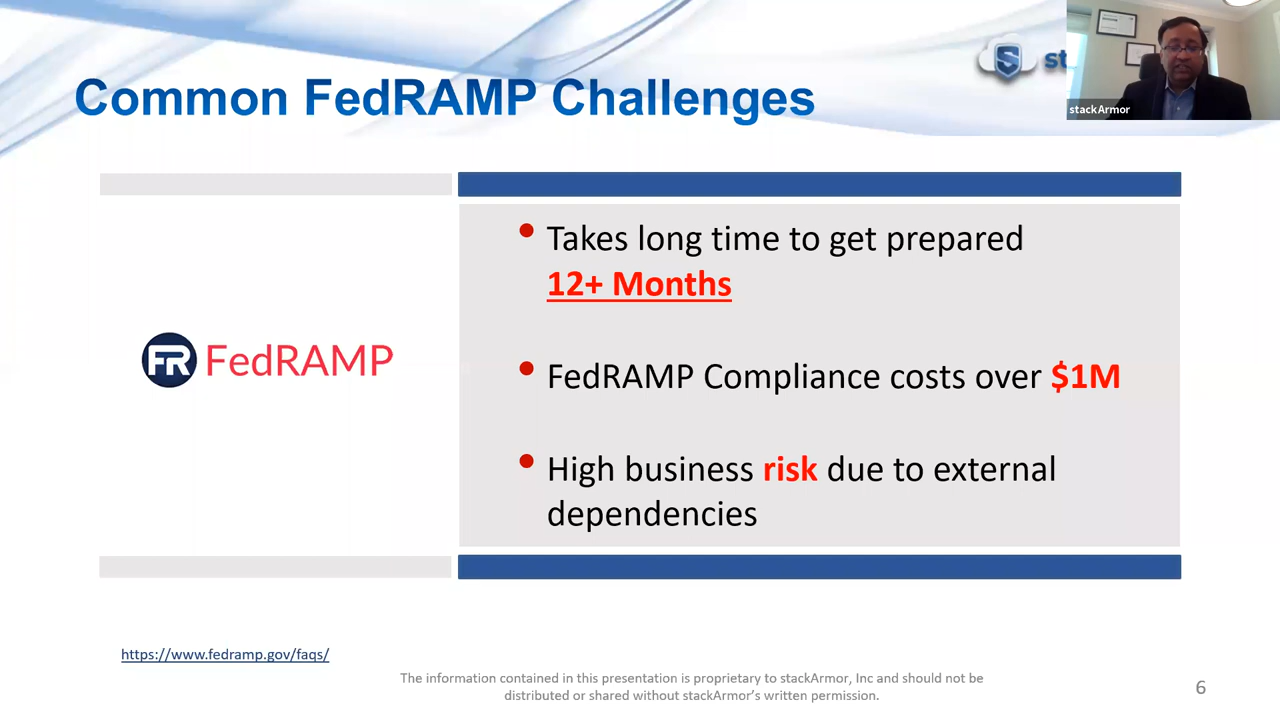 Common FedRAMP Challenges
st
stackArmor
• Takes long time to get prepared
12+ Months
FR FedRAMP
• FedRAMP Compliance costs over $1M
• High business risk due to external
dependencies
https://www.fedramp.gov/faqs/
The information contained in this presentation is proprietary to stackArmor, Inc and should not be
distributed or shared without stackArmor's written permission.
6